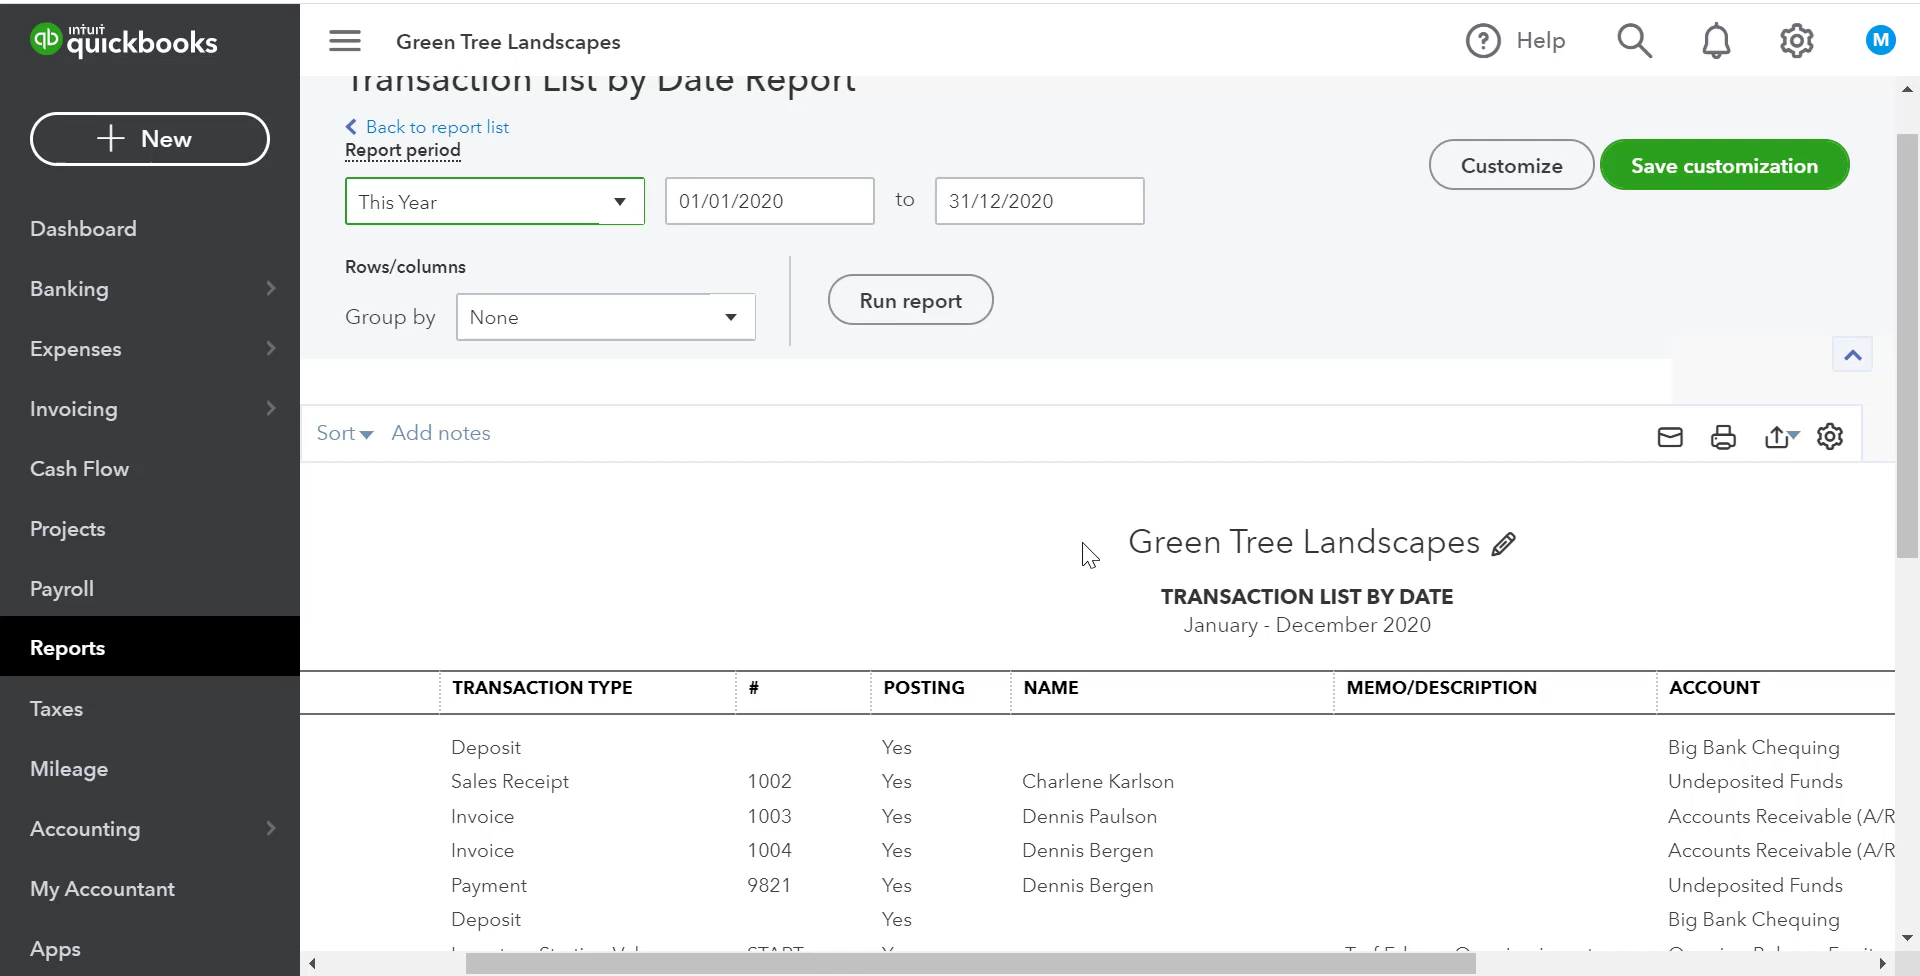 intuit
quickbooks
Green Tree Landscapes
Help
M
New
Dashboard
Banking
Expenses
Invoicing
Cash Flow
Projects
Payroll
Reports
Taxes
Mileage
Accounting
My Accountant
Apps
Transaction List by Date Report
Back to report list
Report period
This Year 01/01/2020 to 31/12/2020
Customize Save customization
Rows/columns
Group by None
Run report
Sort Add notes
Green Tree Landscapes
TRANSACTION LIST BY DATE
January - December 2020
TRANSACTION TYPE # POSTING NAME MEMO/DESCRIPTION ACCOUNT
Deposit Yes Big Bank Chequing
Sales Receipt 1002 Yes Charlene Karlson Undeposited Funds
Invoice 1003 Yes Dennis Paulson Accounts Receivable (A/R
Invoice 1004 Yes Dennis Bergen Accounts Receivable (A/R
Payment 9821 Yes Dennis Bergen Undeposited Funds
Deposit Yes Big Bank Chequing